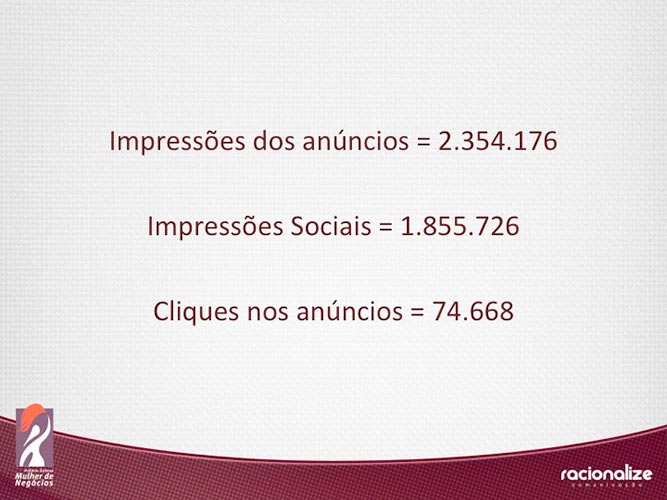 Impressões dos anúncios = 2.354.176
Impressões Sociais = 1.855.726
Cliques nos anúncios = 74.668
Prêmio Sebrae
Mulher de
Negócios
racionalize
comunicação